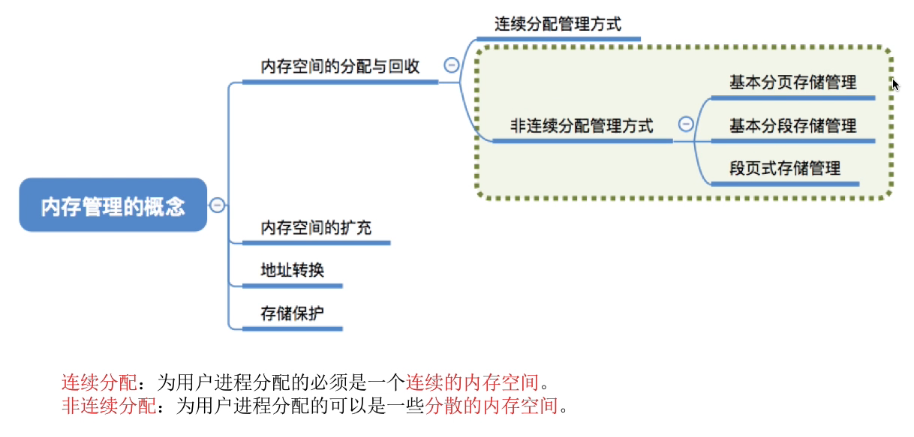 内存管理的概念
内存空间的分配与回收
连续分配管理方式
非连续分配管理方式
基本分页存储管理
基本分段存储管理
段页式存储管理
内存空间的扩充
地址转换
存储保护
连续分配：为用户进程分配的必须是一个连续的内存空间。
非连续分配：为用户进程分配的可以是一些分散的内存空间。